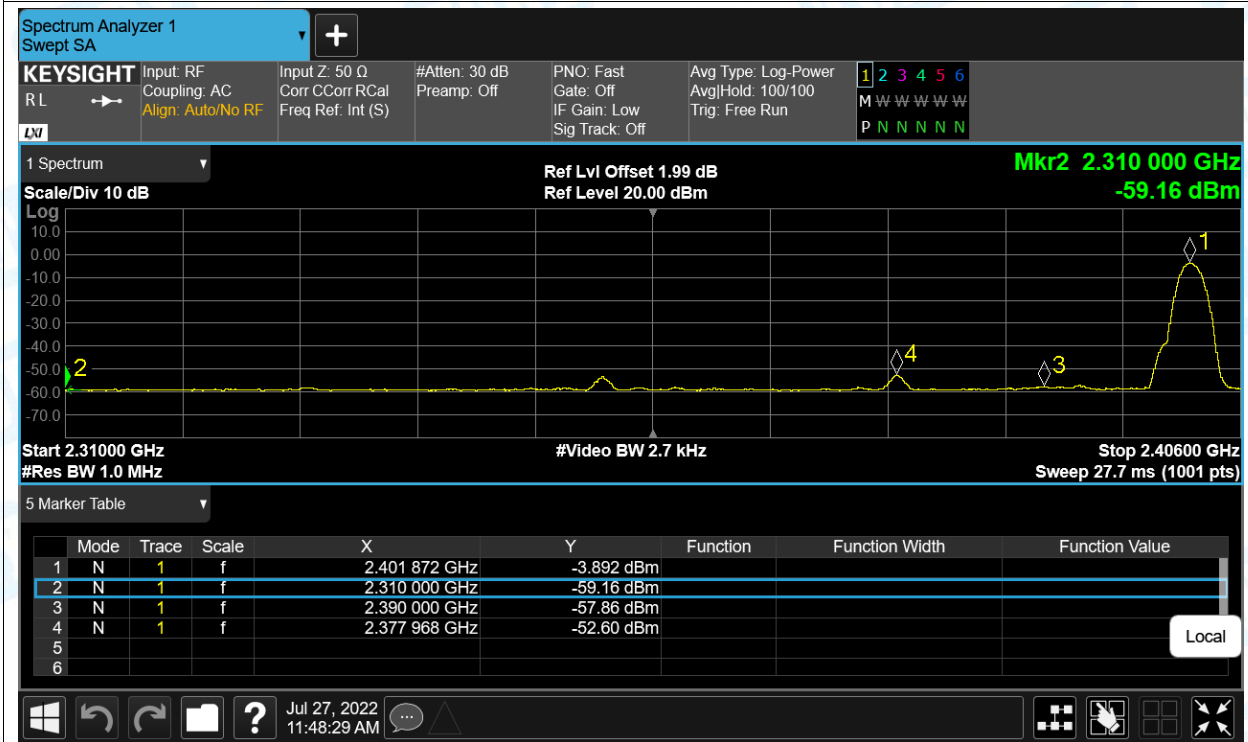 Spectrum Analyzer 1
Swept SA
+
KEYSIGHT Input: RF Input Z: 50 Ω #Atten: 30 dB PNO: Fast Avg Type: Log-Power 1 2 3 4 5 6
R L Coupling: AC Corr CCorr RCal Preamp: Off Gate: Off Avg|Hold: 100/100 M W W W W W
Align: Auto/No RF Freq Ref: Int (S) IF Gain: Low Trig: Free Run
LXI Sig Track: Off P N N N N N
1 Spectrum
Ref Lvl Offset 1.99 dB Mkr2 2.310 000 GHz
Scale/Div 10 dB Ref Level 20.00 dBm -59.16 dBm
Log
10.0
1
0.00
-10.0
-20.0
-30.0
-40.0
4
-50.0 2 3
-60.0
-70.0
Start 2.31000 GHz #Video BW 2.7 kHz Stop 2.40600 GHz
#Res BW 1.0 MHz Sweep 27.7 ms (1001 pts)
5 Marker Table
Mode Trace Scale X Y Function Function Width Function Value
1 N 1 f 2.401 872 GHz -3.892 dBm
2 N 1 f 2.310 000 GHz -59.16 dBm
3 N 1 f 2.390 000 GHz -57.86 dBm
4 N 1 f 2.377 968 GHz -52.60 dBm
5
6
Local
? Jul 27, 2022
11:48:29 AM